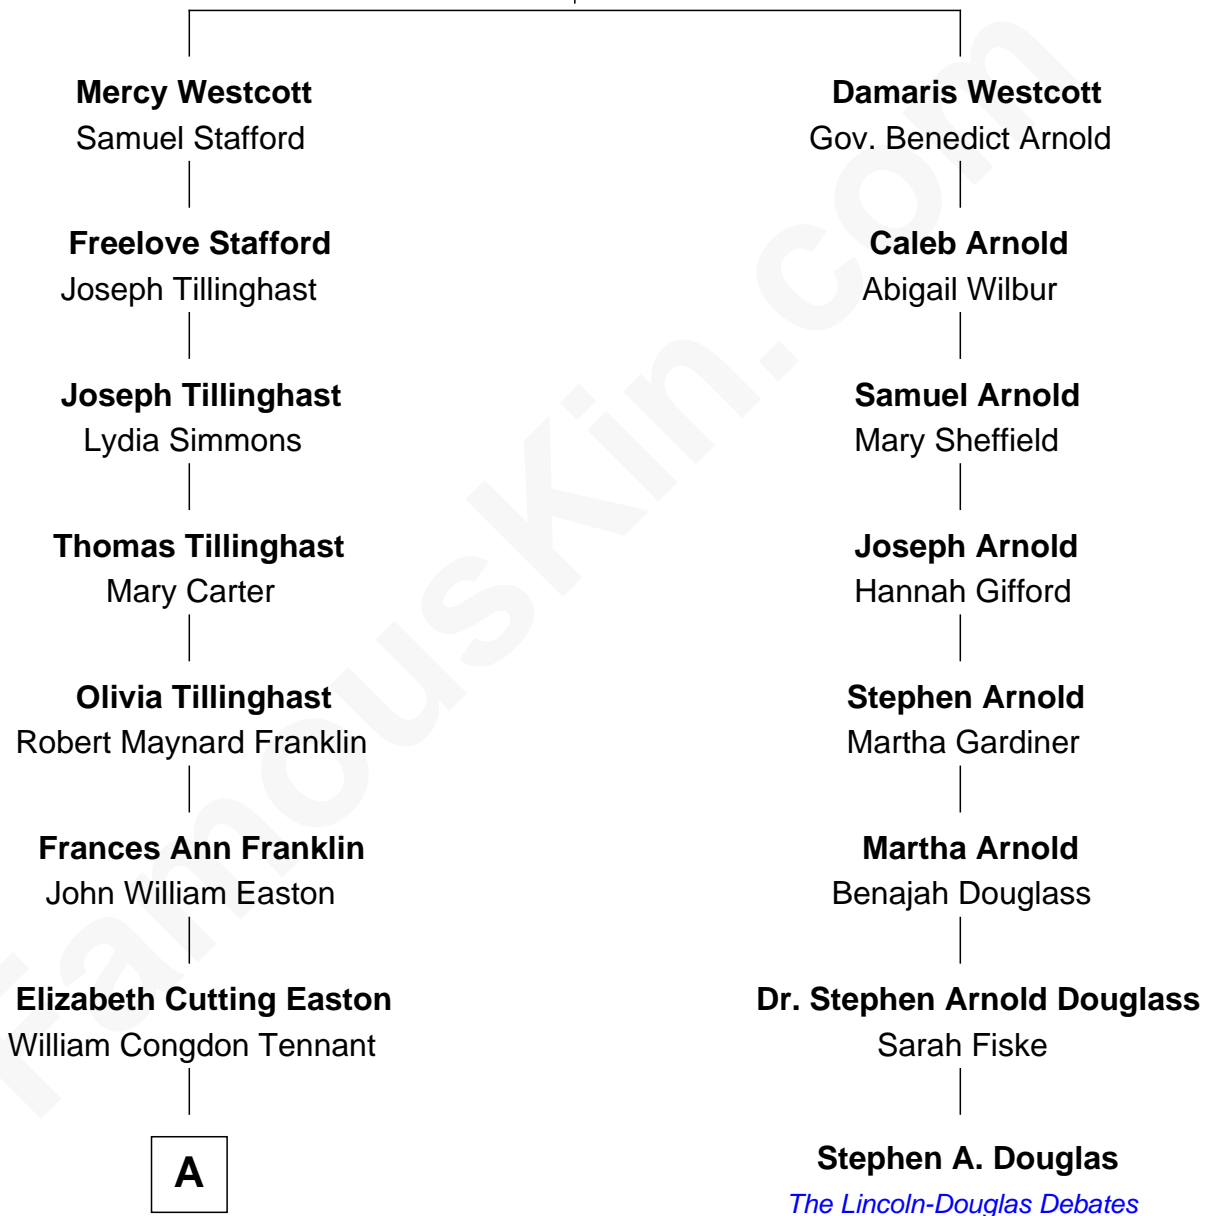 Mercy Westcott
Samuel Stafford
Freelove Stafford
Joseph Tillinghast
Joseph Tillinghast
Lydia Simmons
Thomas Tillinghast
Mary Carter
Olivia Tillinghast
Robert Maynard Franklin
Frances Ann Franklin
John William Easton
Elizabeth Cutting Easton
William Congdon Tennant
A
Damaris Westcott
Gov. Benedict Arnold
Caleb Arnold
Abigail Wilbur
Samuel Arnold
Mary Sheffield
Joseph Arnold
Hannah Gifford
Stephen Arnold
Martha Gardiner
Martha Arnold
Benajah Douglass
Dr. Stephen Arnold Douglass
Sarah Fiske
Stephen A. Douglas
The Lincoln-Douglas Debates
FamousKin.com